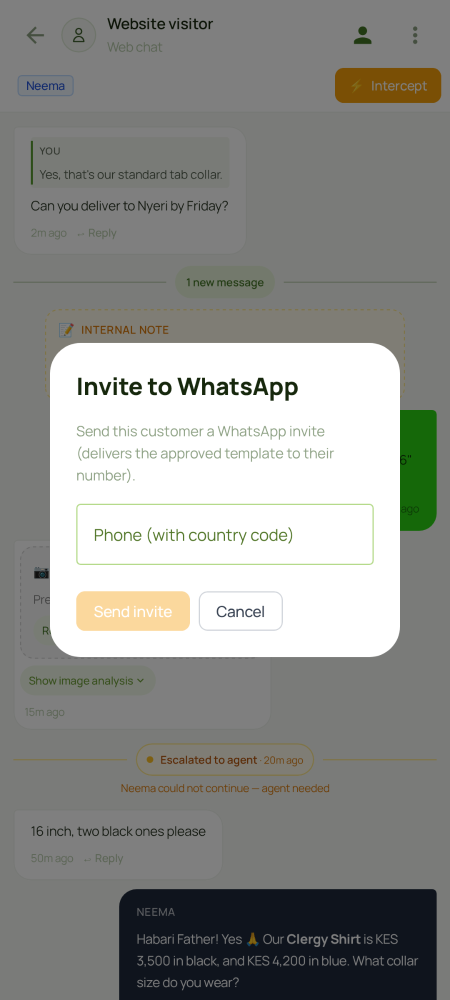 Website visitor
Web chat
Neema
⚡ Intercept
YOU
Yes, that's our standard tab collar.
Can you deliver to Nyeri by Friday?
2m ago
Reply
1 new message
INTERNAL NOTE
6"
ago
Invite to WhatsApp
Send this customer a WhatsApp invite
(delivers the approved template to their
number).
Phone (with country code)
Send invite
Cancel
Show image analysis
15m ago
Escalated to agent · 20m ago
Neema could not continue — agent needed
16 inch, two black ones please
50m ago
Reply
NEEMA
Habari Father! Yes 🙏 Our Clergy Shirt is KES
3,500 in black, and KES 4,200 in blue. What collar
size do you wear?